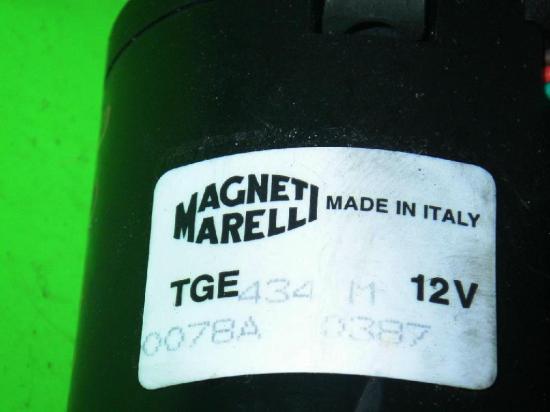 MAGNETI
MARELLI MADE IN ITALY
TGE 434 M 12V
0078A 0387